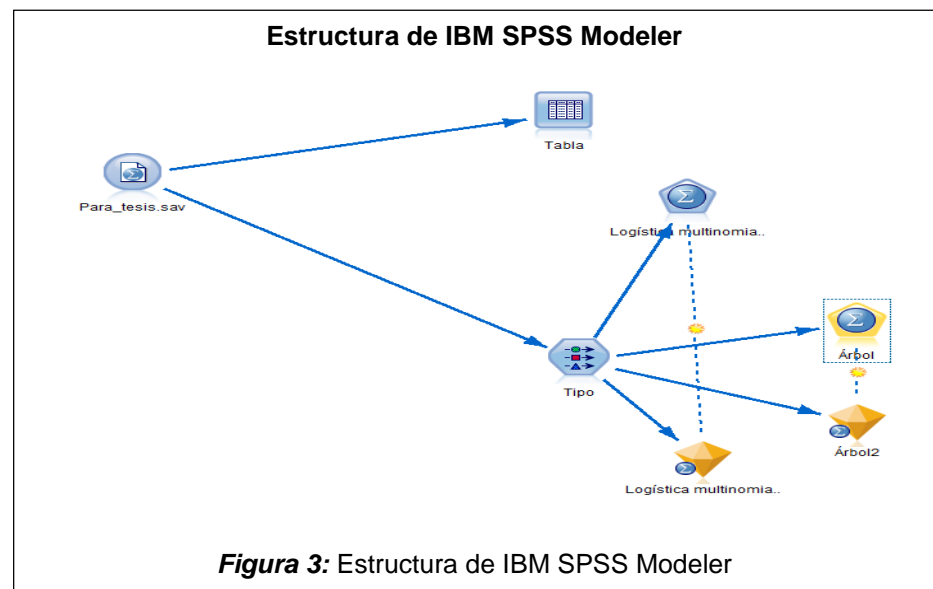 Estructura de IBM SPSS Modeler
Tabla
Para_tesis.sav
Logística multinomia..
Árbol
Tipo
Árbol2
Logística multinomia..
Figura 3: Estructura de IBM SPSS Modeler